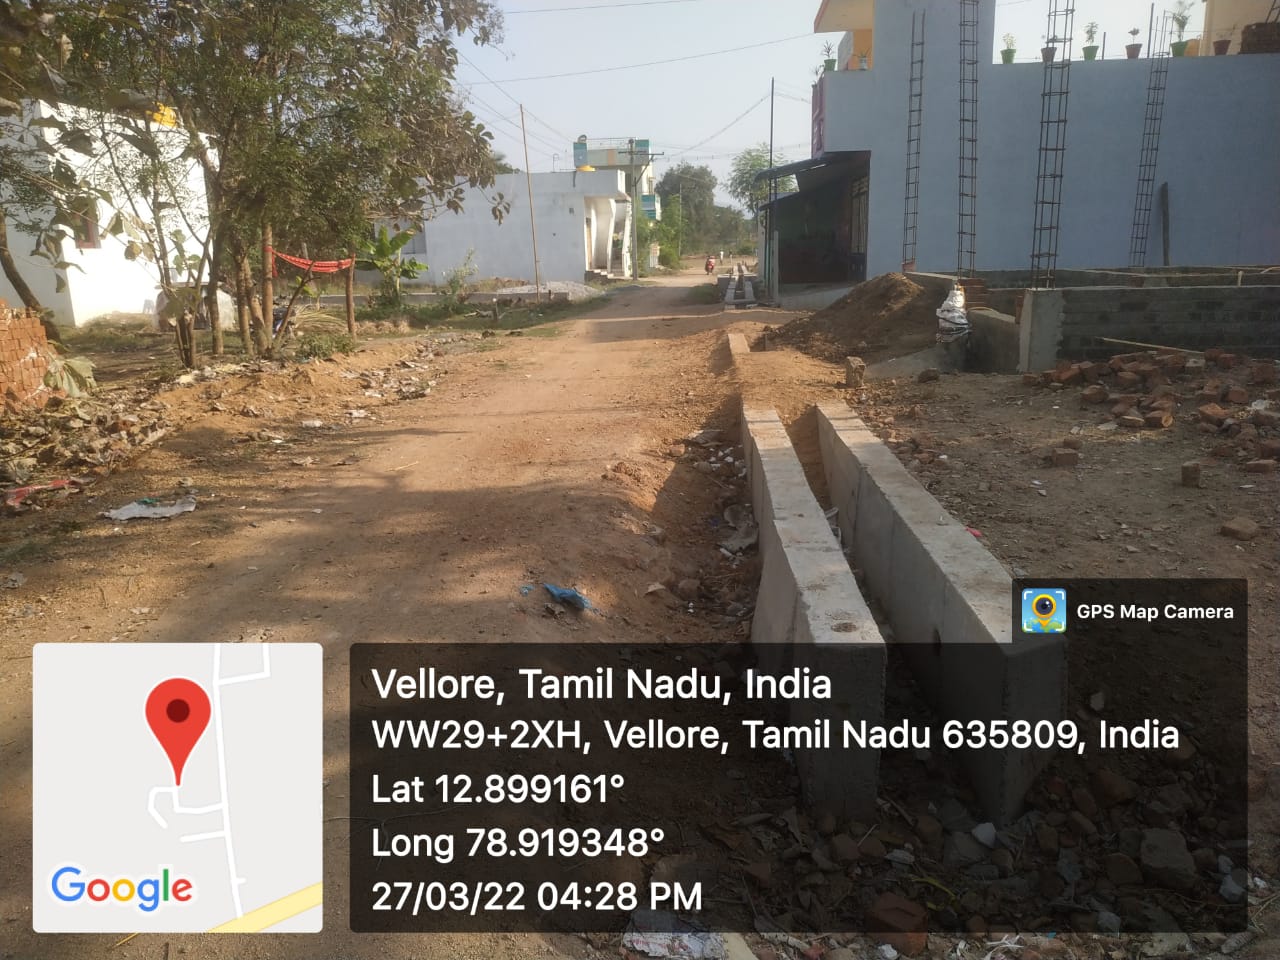 GPS Map Camera
Vellore, Tamil Nadu, India
WW29+2XH, Vellore, Tamil Nadu 635809, India
Lat 12.899161°
Long 78.919348°
27/03/22 04:28 PM
Google